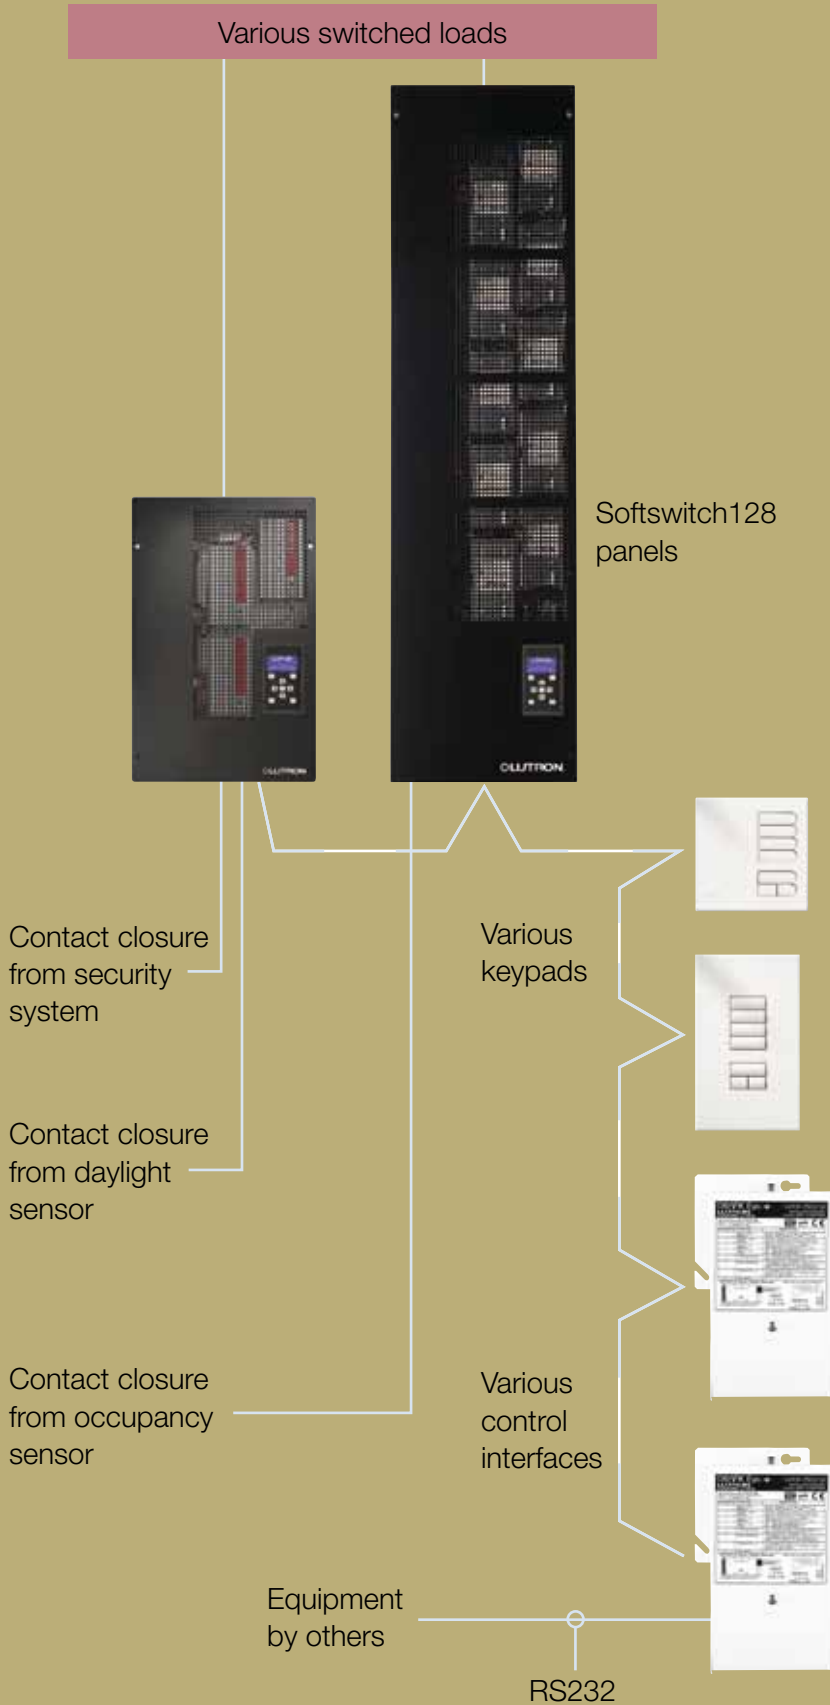 Various switched loads
Softswitch128
panels
LUTRON
LUTRON
Contact closure
from security
system
Various
keypads
Contact closure
from daylight
sensor
Contact closure
from occupancy
sensor
Various
control
interfaces
Equipment
by others
RS232